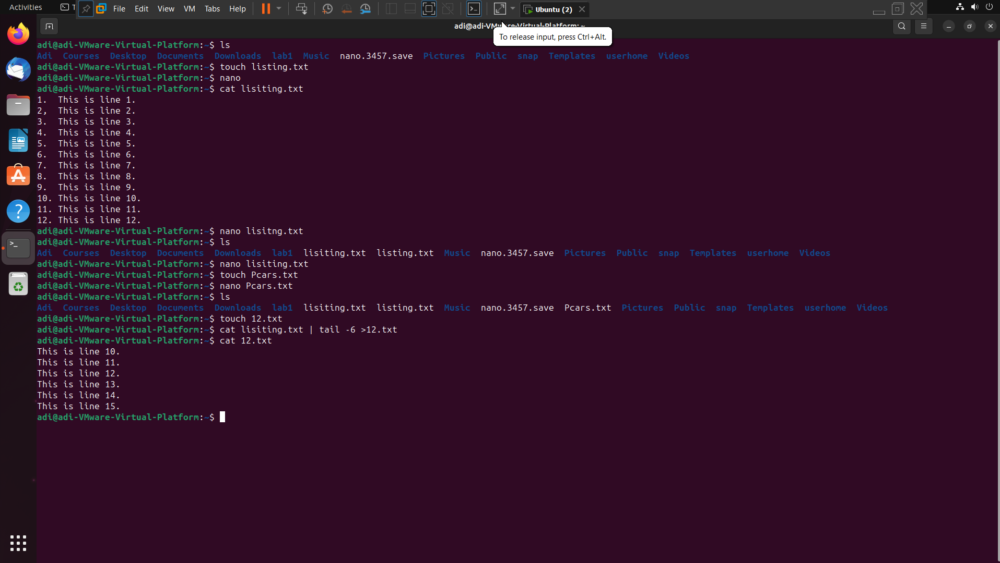 Activities
T
File Edit View VM Tabs Help
Ubuntu (2)
adi@adi-VMware-Virtual-Platform: ~
To release input, press Ctrl+Alt.
adi@adi-VMware-Virtual-Platform:~$ ls
Adi Courses Desktop Documents Downloads lab1 Music nano.3457.save Pictures Public snap Templates userhome Videos
adi@adi-VMware-Virtual-Platform:~$ touch listing.txt
adi@adi-VMware-Virtual-Platform:~$ nano
adi@adi-VMware-Virtual-Platform:~$ cat lisiting.txt
1.  This is line 1.
2,  This is line 2.
3.  This is line 3.
4.  This is line 4.
5.  This is line 5.
6.  This is line 6.
7.  This is line 7.
8.  This is line 8.
9.  This is line 9.
10. This is line 10.
11. This is line 11.
12. This is line 12.
adi@adi-VMware-Virtual-Platform:~$ nano lisitng.txt
adi@adi-VMware-Virtual-Platform:~$ ls
Adi Courses Desktop Documents Downloads lab1 lisiting.txt listing.txt Music nano.3457.save Pictures Public snap Templates userhome Videos
adi@adi-VMware-Virtual-Platform:~$ nano lisiting.txt
adi@adi-VMware-Virtual-Platform:~$ touch Pcars.txt
adi@adi-VMware-Virtual-Platform:~$ nano Pcars.txt
adi@adi-VMware-Virtual-Platform:~$ ls
Adi Courses Desktop Documents Downloads lab1 lisiting.txt listing.txt Music nano.3457.save Pcars.txt Pictures Public snap Templates userhome Videos
adi@adi-VMware-Virtual-Platform:~$ touch 12.txt
adi@adi-VMware-Virtual-Platform:~$ cat lisiting.txt | tail -6 >12.txt
adi@adi-VMware-Virtual-Platform:~$ cat 12.txt
This is line 10.
This is line 11.
This is line 12.
This is line 13.
This is line 14.
This is line 15.
adi@adi-VMware-Virtual-Platform:~$